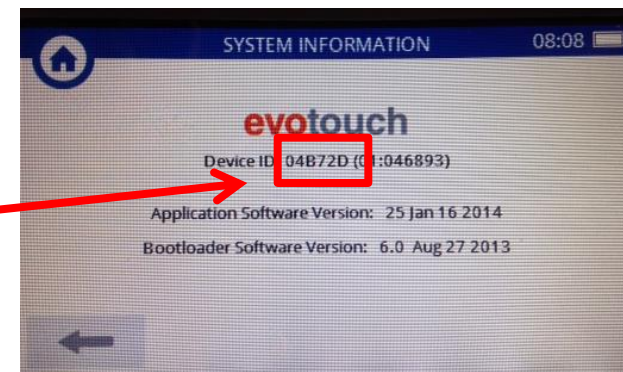 SYSTEM INFORMATION 08:08
evotouch
Device ID: 04B72D (01:046893)
Application Software Version: 25 Jan 16 2014
Bootloader Software Version: 6.0 Aug 27 2013